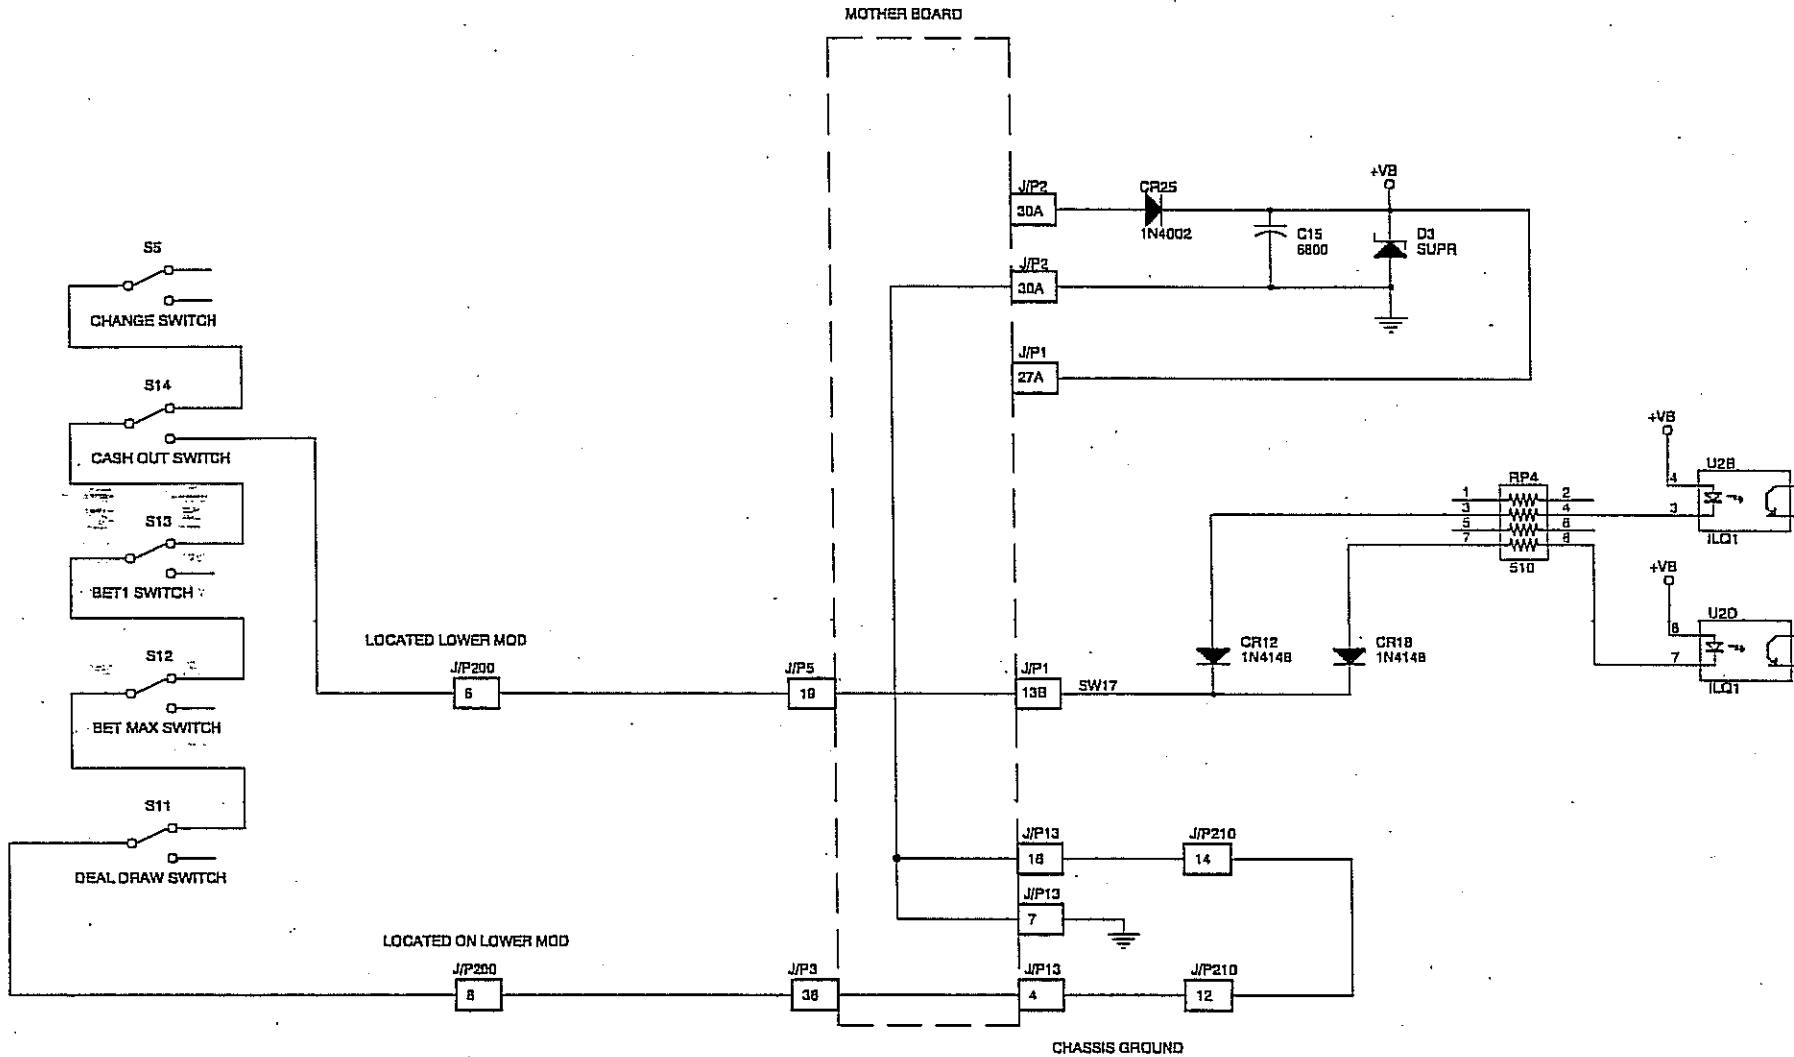 MOTHER BOARD
J/P2
30A
CR25
1N4002
C15
6800
+VB
D3
SUPR
J/P2
30A
J/P1
27A
S5
CHANGE SWITCH
S14
CASH OUT SWITCH
S13
BET1 SWITCH
S12
BET MAX SWITCH
S11
DEAL DRAW SWITCH
LOCATED LOWER MOD
J/P200
6
J/P5
19
J/P1
13B
SW17
CR12
1N4148
CR18
1N4148
RP4
1 2
3 4
5 6
7 8
510
+VB
4
3
U2B
ILQ1
+VB
8
7
U2D
ILQ1
J/P13
16
J/P210
14
J/P13
7
LOCATED ON LOWER MOD
J/P200
8
J/P3
36
J/P13
4
J/P210
12
CHASSIS GROUND